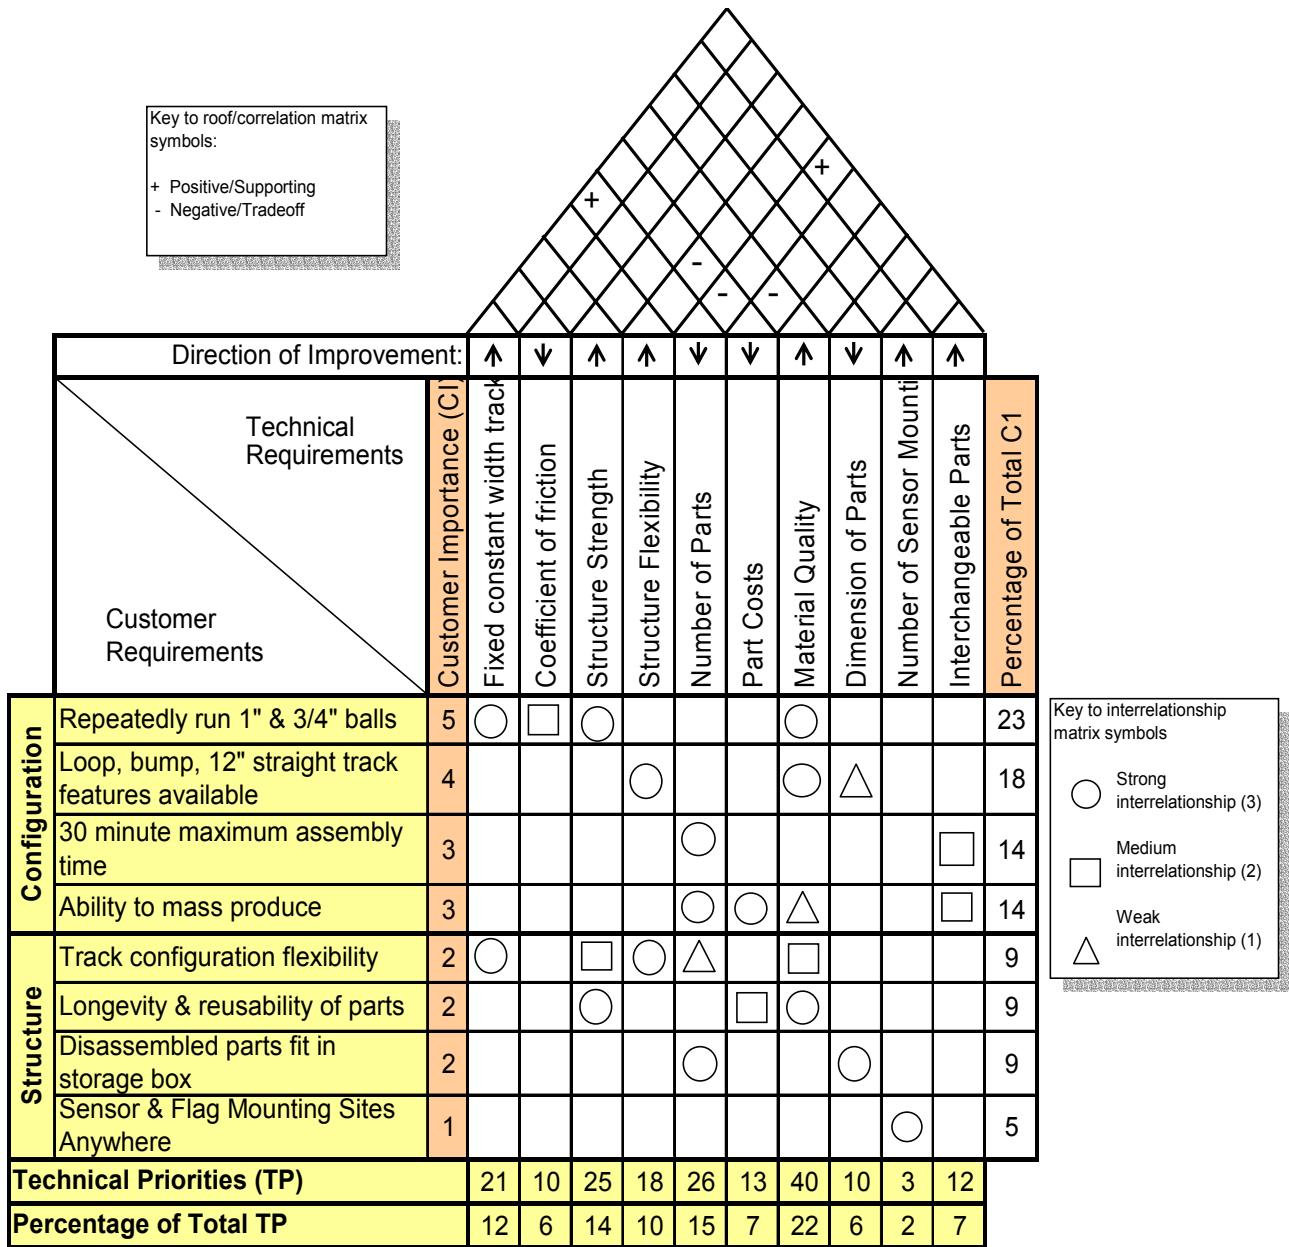 Key to roof/correlation matrix
symbols:
+ Positive/Supporting
- Negative/Tradeoff
+
+
-
- -
Direction of Improvement:
Technical
Requirements
Customer
Requirements
Customer Importance (CI)
Fixed constant width track
Coefficient of friction
Structure Strength
Structure Flexibility
Number of Parts
Part Costs
Material Quality
Dimension of Parts
Number of Sensor Mounti
Interchangeable Parts
Percentage of Total C1
Configuration
Repeatedly run 1" & 3/4" balls 5 23
Loop, bump, 12" straight track
features available 4 18
30 minute maximum assembly
time 3 14
Ability to mass produce 3 14
Structure
Track configuration flexibility 2 9
Longevity & reusability of parts 2 9
Disassembled parts fit in
storage box 2 9
Sensor & Flag Mounting Sites
Anywhere 1 5
Technical Priorities (TP) 21 10 25 18 26 13 40 10 3 12
Percentage of Total TP 12 6 14 10 15 7 22 6 2 7
Key to interrelationship
matrix symbols
Strong
interrelationship (3)
Medium
interrelationship (2)
Weak
interrelationship (1)